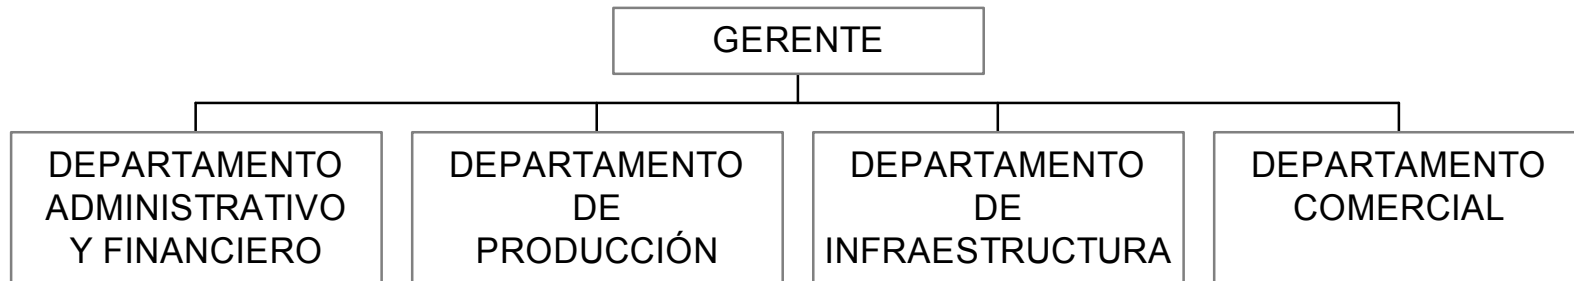 GERENTE
DEPARTAMENTO
ADMINISTRATIVO
Y FINANCIERO
DEPARTAMENTO
DE
PRODUCCIÓN
DEPARTAMENTO
DE
INFRAESTRUCTURA
DEPARTAMENTO
COMERCIAL